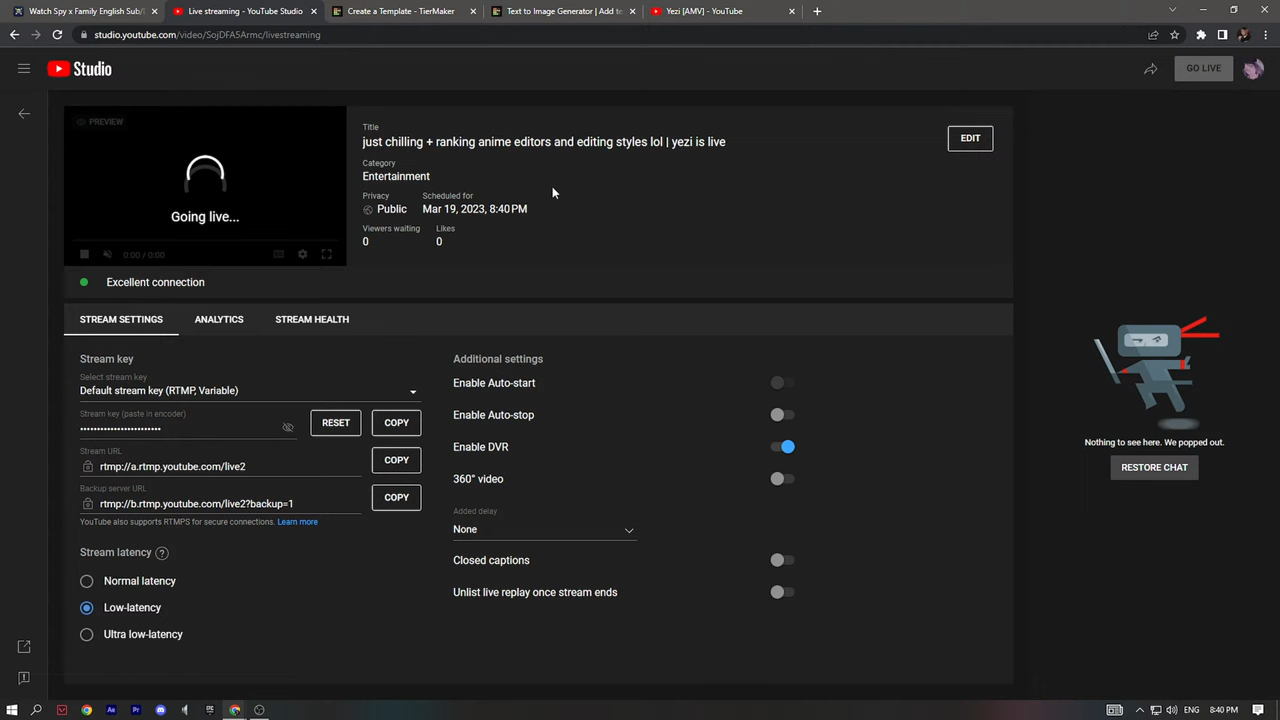 Watch Spy x Family English Sub/
Live streaming - YouTube Studio
Create a Template - TierMaker
Text to Image Generator | Add te
Yezi [AMV] - YouTube
studio.youtube.com/video/SojDFA5Armc/livestreaming
Studio
GO LIVE
PREVIEW
Going live...
0:00 / 0:00
Title
just chilling + ranking anime editors and editing styles lol | yezi is live
EDIT
Category
Entertainment
Privacy
Scheduled for
Public
Mar 19, 2023, 8:40 PM
Viewers waiting
Likes
0
0
Excellent connection
STREAM SETTINGS
ANALYTICS
STREAM HEALTH
Stream key
Select stream key
Default stream key (RTMP, Variable)
Stream key (paste in encoder)
••••••••••••••••••••••••
RESET
COPY
Stream URL
rtmp://a.rtmp.youtube.com/live2
COPY
Backup server URL
rtmp://b.rtmp.youtube.com/live2?backup=1
COPY
YouTube also supports RTMPS for secure connections. Learn more
Stream latency
Normal latency
Low-latency
Ultra low-latency
Additional settings
Enable Auto-start
Enable Auto-stop
Enable DVR
360° video
Added delay
None
Closed captions
Unlist live replay once stream ends
Nothing to see here. We popped out.
RESTORE CHAT
Ae
Pr
ENG
8:40 PM